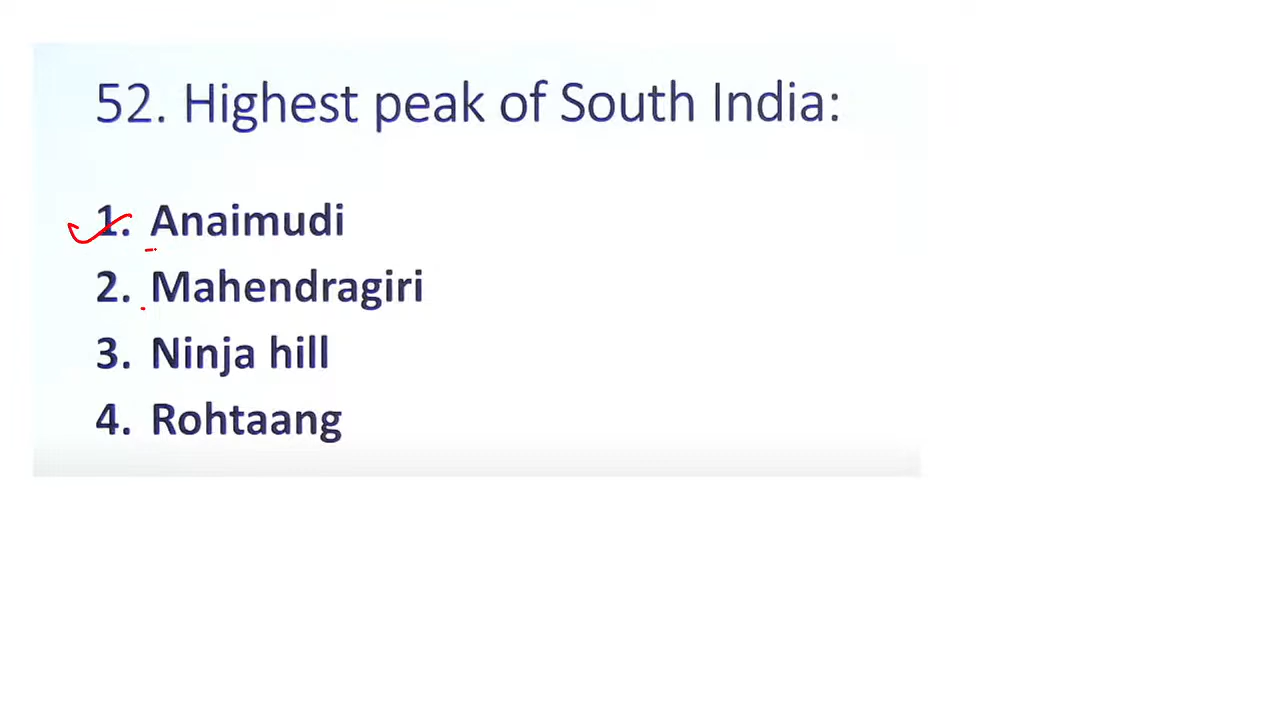 52. Highest peak of South India:
1. Anaimudi
2. Mahendragiri
3. Ninja hill
4. Rohtaang